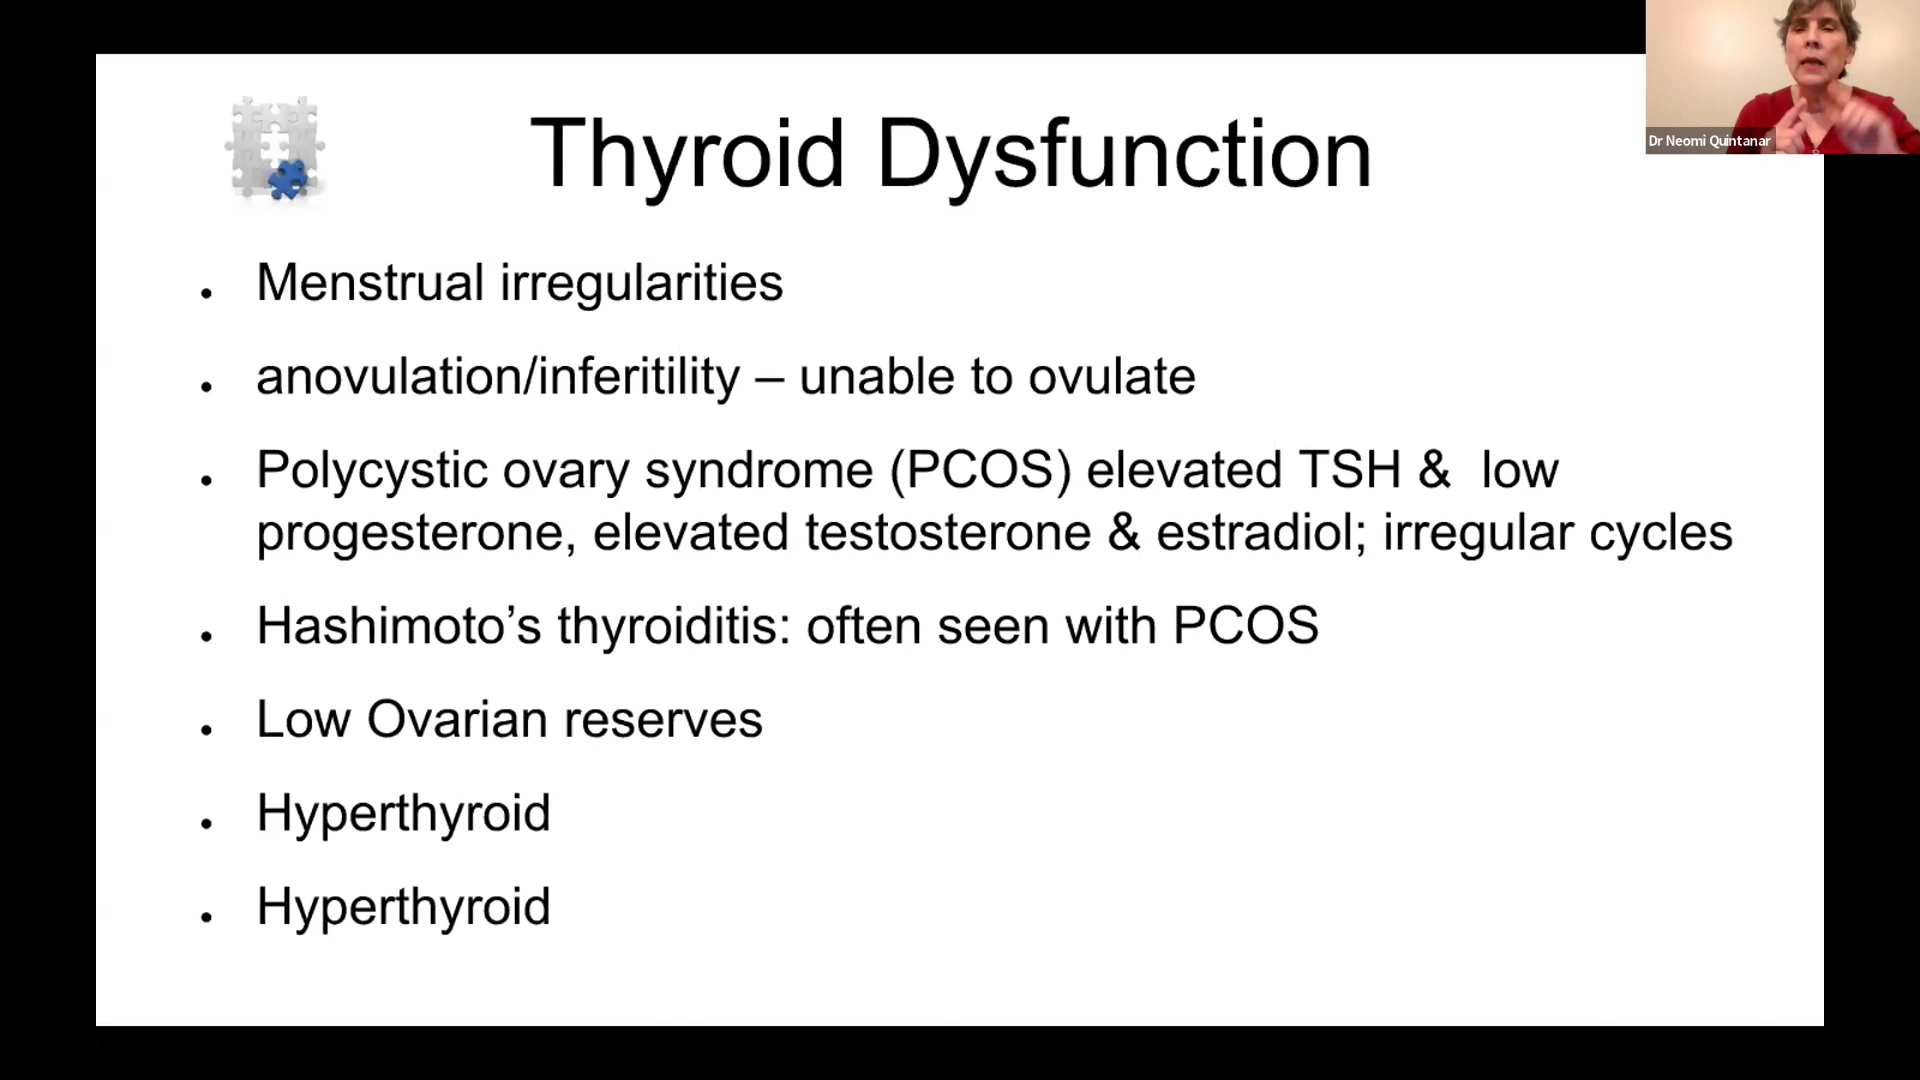 Thyroid Dysfunction
Dr Neomi Quintanar
• Menstrual irregularities
• anovulation/inferitility – unable to ovulate
• Polycystic ovary syndrome (PCOS) elevated TSH & low
progesterone, elevated testosterone & estradiol; irregular cycles
• Hashimoto’s thyroiditis: often seen with PCOS
• Low Ovarian reserves
• Hyperthyroid
• Hyperthyroid